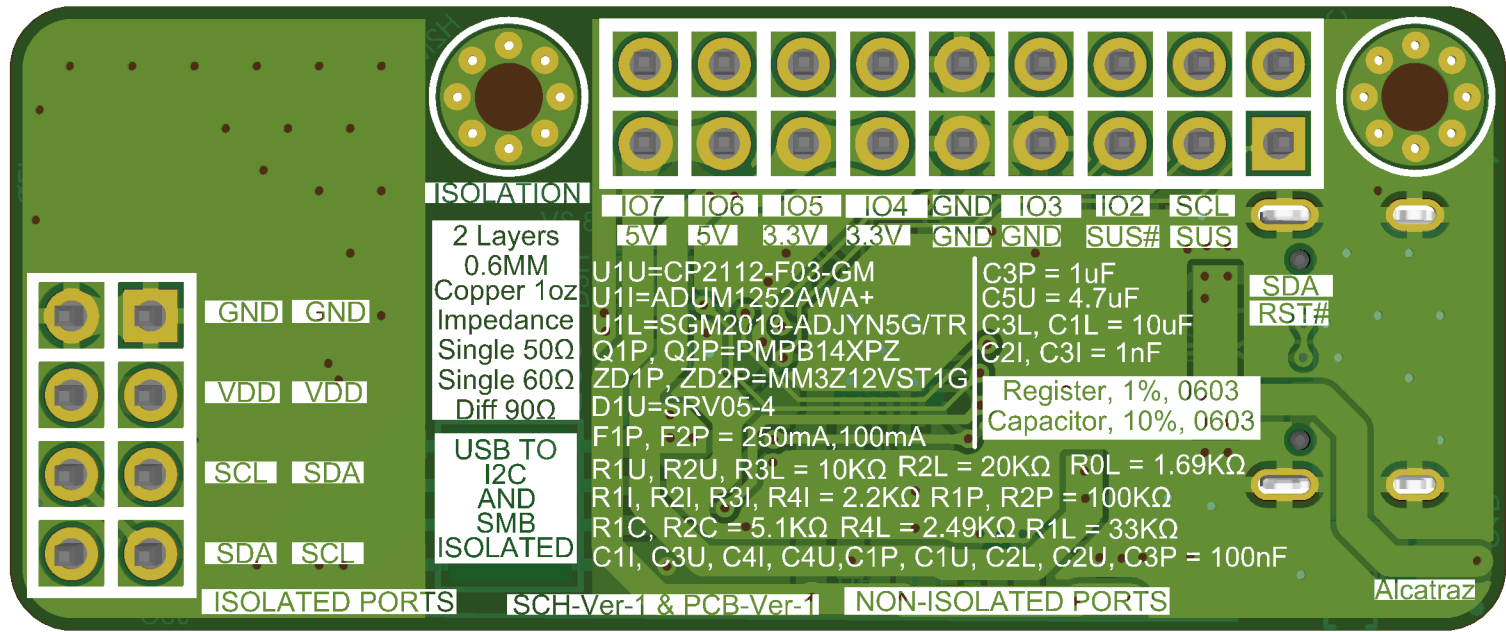 ISOLATION
IO7 IO6 IO5 IO4 GND IO3 IO2 SCL
5V 5V 3.3V 3.3V GND GND SUS# SUS
2 Layers
0.6MM
Copper 1oz
Impedance
Single 50Ω
Single 60Ω
Diff 90Ω
USB TO
I2C
AND
SMB
ISOLATED
U1U=CP2112-F03-GM
U1I=ADUM1252AWA+
U1L=SGM2019-ADJYN5G/TR
Q1P, Q2P=PMPB14XPZ
ZD1P, ZD2P=MM3Z12VST1G
D1U=SRV05-4
F1P, F2P = 250mA,100mA
C3P = 1uF
C5U = 4.7uF
C3L, C1L = 10uF
C2I, C3I = 1nF
Register, 1%, 0603
Capacitor, 10%, 0603
SDA
RST#
R1U, R2U, R3L = 10KΩ R2L = 20KΩ R0L = 1.69KΩ
R1I, R2I, R3I, R4I = 2.2KΩ R1P, R2P = 100KΩ
R1C, R2C = 5.1KΩ R4L = 2.49KΩ R1L = 33KΩ
C1I, C3U, C4I, C4U,C1P, C1U, C2L, C2U, C3P = 100nF
GND GND
VDD VDD
SCL SDA
SDA SCL
ISOLATED PORTS
SCH-Ver-1 & PCB-Ver-1
NON-ISOLATED PORTS
Alcatraz